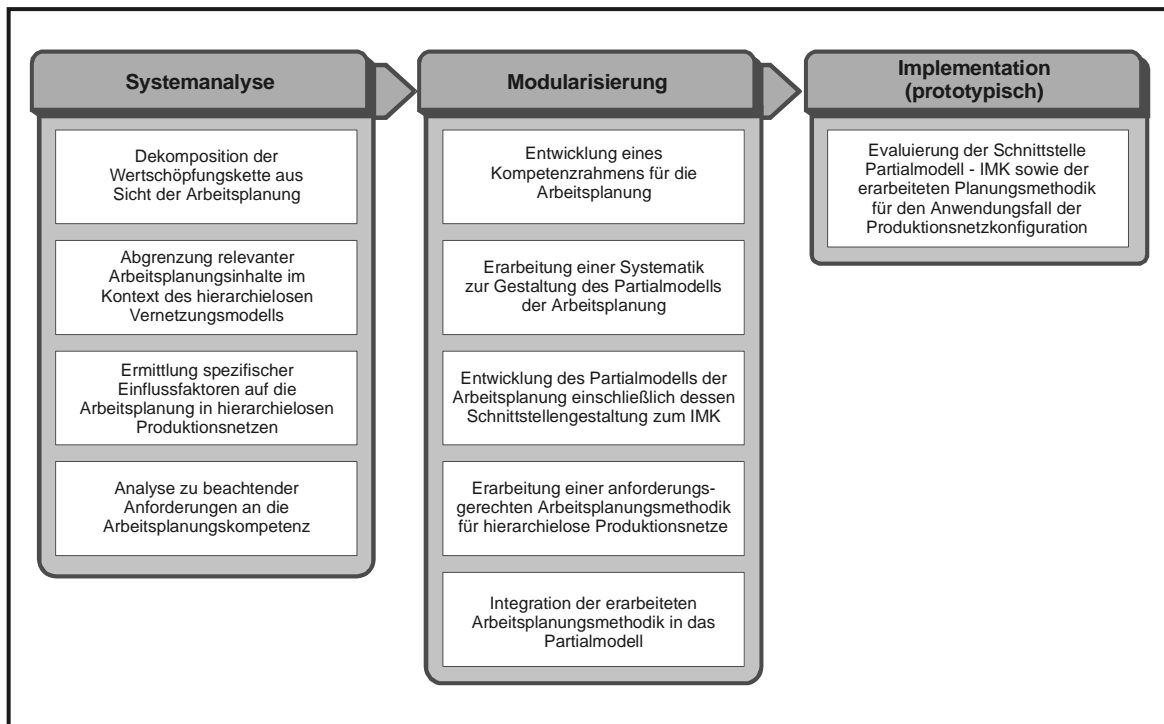 Systemanalyse
Dekomposition der
Wertschöpfungskette aus
Sicht der Arbeitsplanung
Abgrenzung relevanter
Arbeitsplanungsinhalte im
Kontext des hierarchielosen
Vernetzungsmodells
Ermittlung spezifischer
Einflussfaktoren auf die
Arbeitsplanung in hierarchielosen
Produktionsnetzen
Analyse zu beachtender
Anforderungen an die
Arbeitsplanungskompetenz
Modularisierung
Entwicklung eines
Kompetenzrahmens für die
Arbeitsplanung
Erarbeitung einer Systematik
zur Gestaltung des Partialmodells
der Arbeitsplanung
Entwicklung des Partialmodells der
Arbeitsplanung einschließlich dessen
Schnittstellengestaltung zum IMK
Erarbeitung einer anforderungs-
gerechten Arbeitsplanungsmethodik
für hierarchielose Produktionsnetze
Integration der erarbeiteten
Arbeitsplanungsmethodik in das
Partialmodell
Implementation
(prototypisch)
Evaluierung der Schnittstelle
Partialmodell - IMK sowie der
erarbeiteten Planungsmethodik
für den Anwendungsfall der
Produktionsnetzkonfiguration